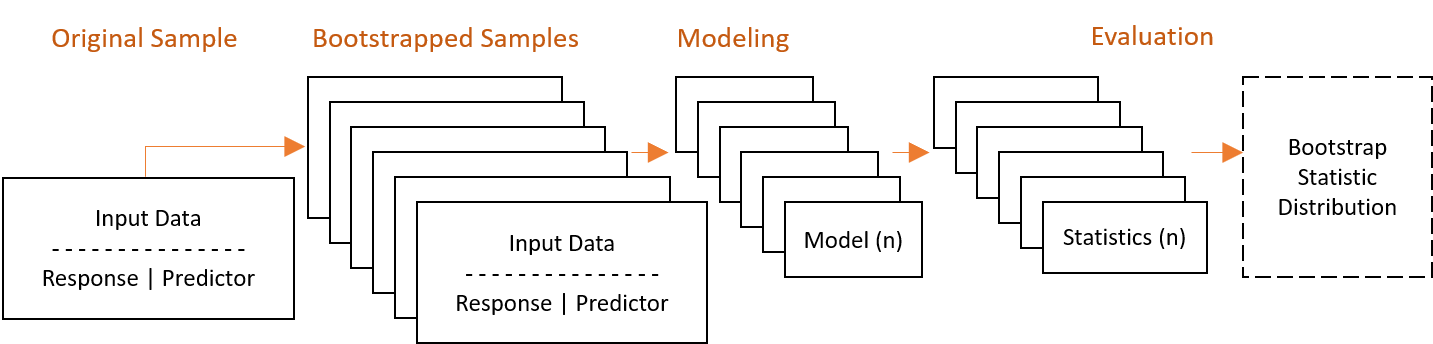 Original Sample
Bootstrapped Samples
Modeling
Evaluation
Input Data
- - - - - - - - - - - - - - -
Response | Predictor
Input Data
- - - - - - - - - - - - - - -
Response | Predictor
Model (n)
Statistics (n)
Bootstrap
Statistic
Distribution